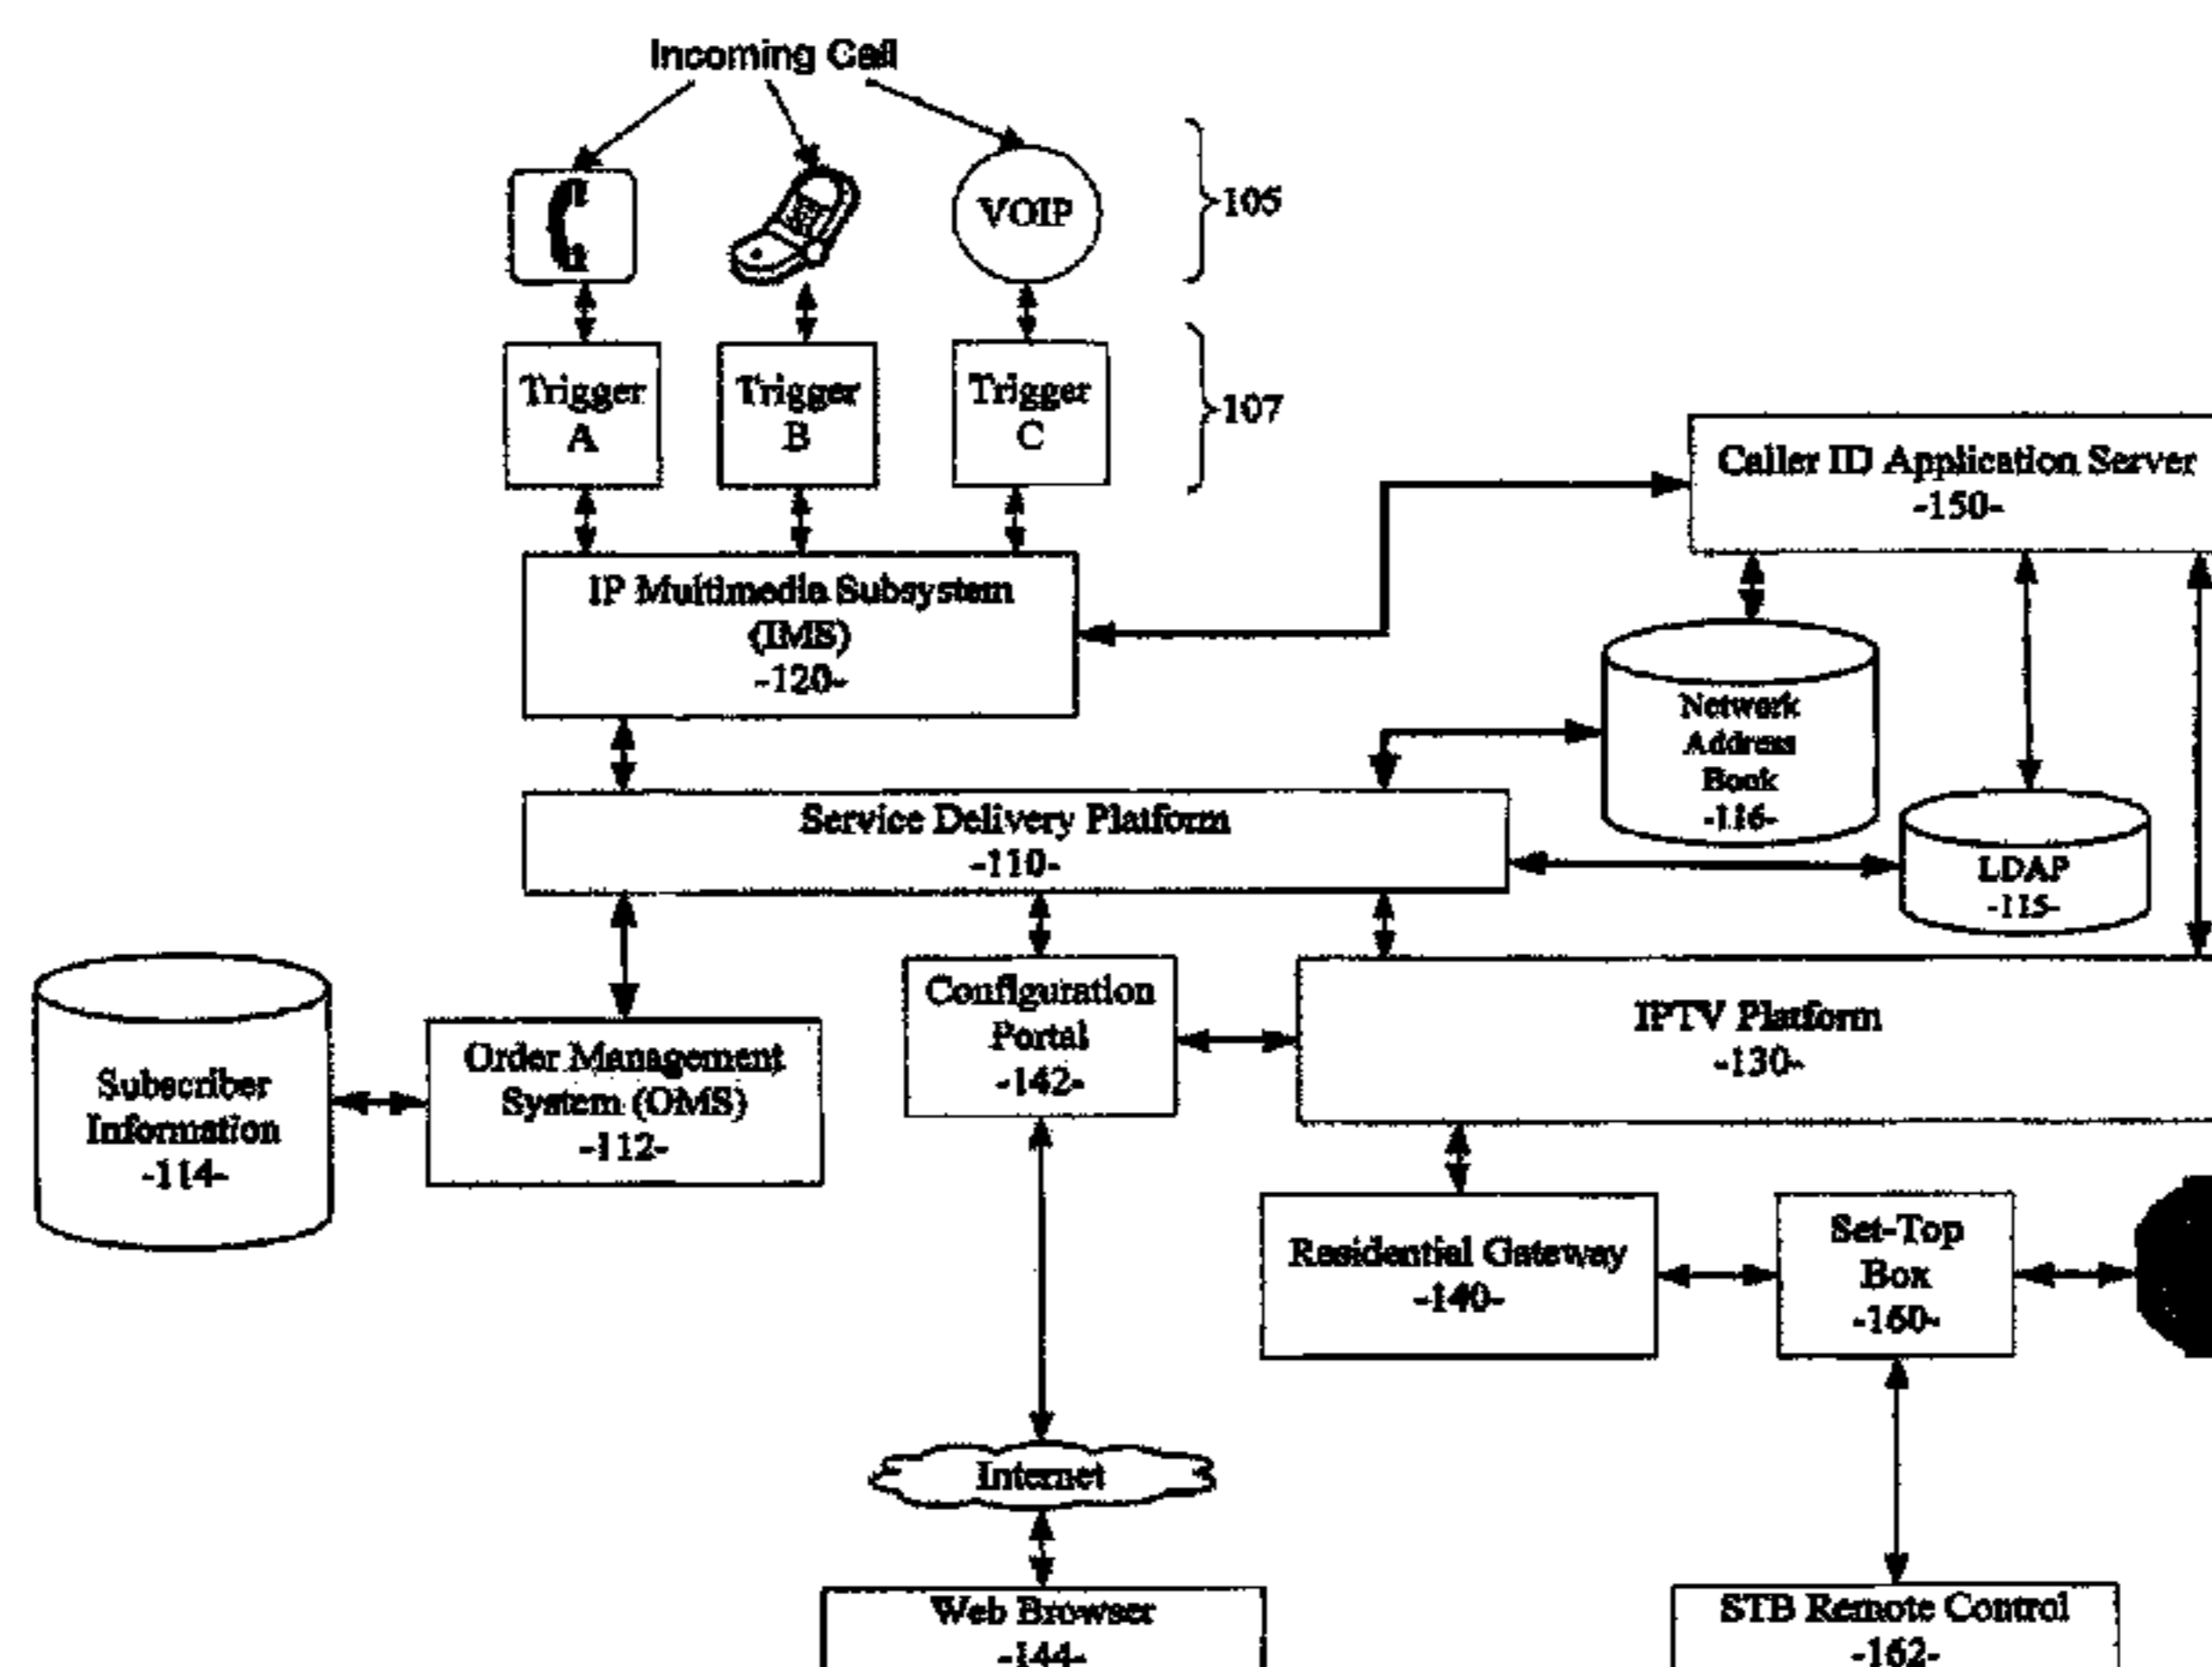 Incoming Call
VOIP
105
Trigger
A
Trigger
B
Trigger
C
107
Caller ID Application Server
-150-
IP Multimedia Subsystem
(IMS)
-120-
Network
Address
Book
-116-
Service Delivery Platform
-110-
LDAP
-115-
Configuration
Portal
-142-
IPTV Platform
-130-
Subscriber
Information
-114-
Order Management
System (OMS)
-112-
Residential Gateway
-140-
Set-Top
Box
-160-
Internet
Web Browser
-144-
STB Remote Control
-162-